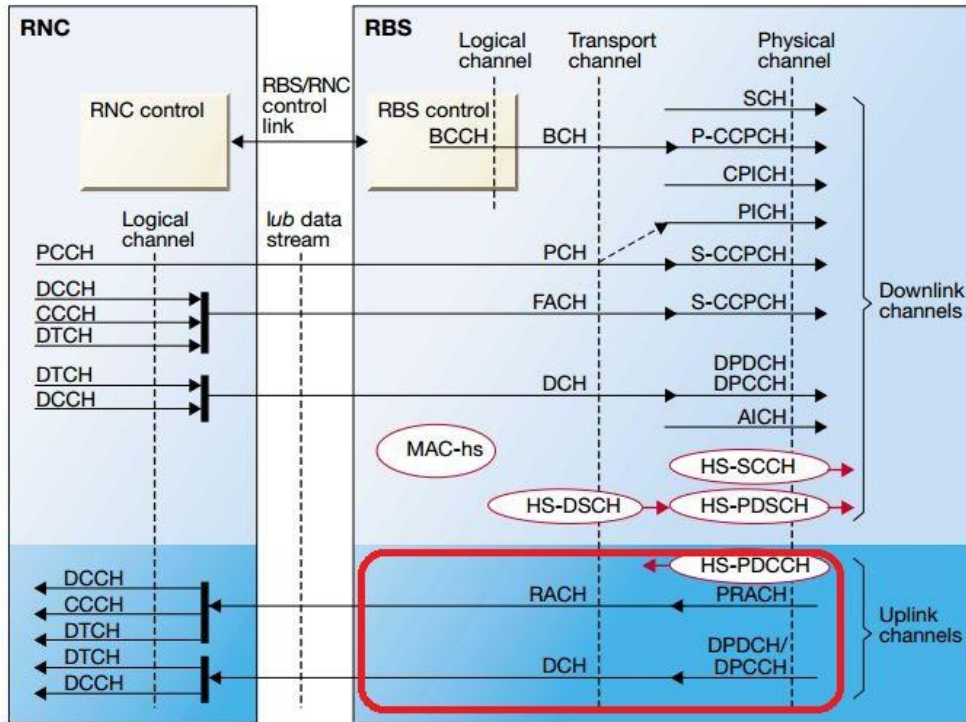 RNC
RBS
Logical
channel
Transport
channel
Physical
channel
RBS/RNC
control
link
RNC control
RBS control
SCH
BCCH
BCH
P-CCPCH
CPICH
PICH
Logical
channel
Iub data
stream
PCCH
PCH
S-CCPCH
DCCH
CCCH
DTCH
FACH
S-CCPCH
Downlink
channels
DTCH
DCCH
DCH
DPDCH
DPCCH
AICH
MAC-hs
HS-SCCH
HS-DSCH
HS-PDSCH
HS-PDCCH
DCCH
CCCH
DTCH
RACH
PRACH
Uplink
channels
DTCH
DCCH
DCH
DPDCH/
DPCCH